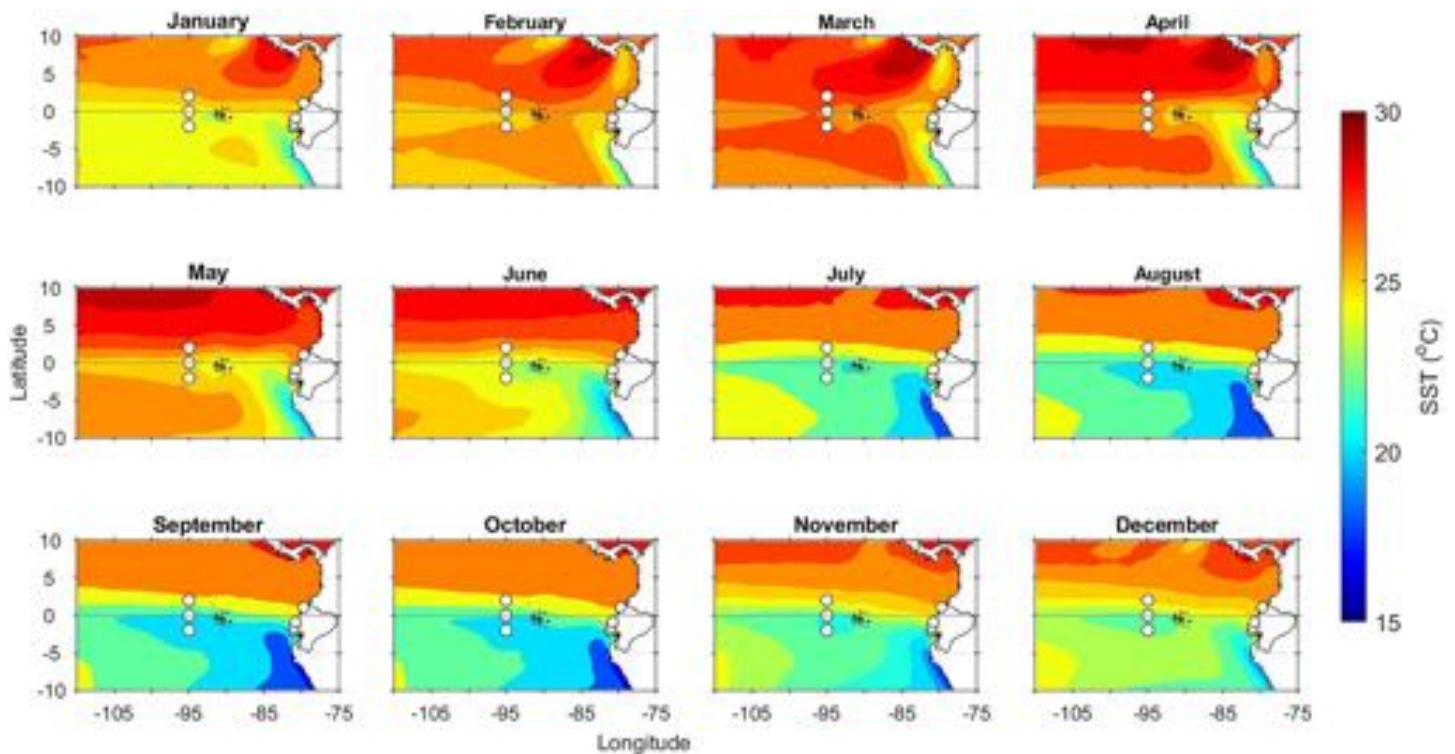 January February March April
10
5
0
-5
-10
May June July August
10
5
0
-5
-10
September October November December
10
5
0
-5
-10
-105 -95 -85 -75 -105 -95 -85 -75 -105 -95 -85 -75 -105 -95 -85 -75
Latitude
Longitude
30
25
20
15
SST (°C)